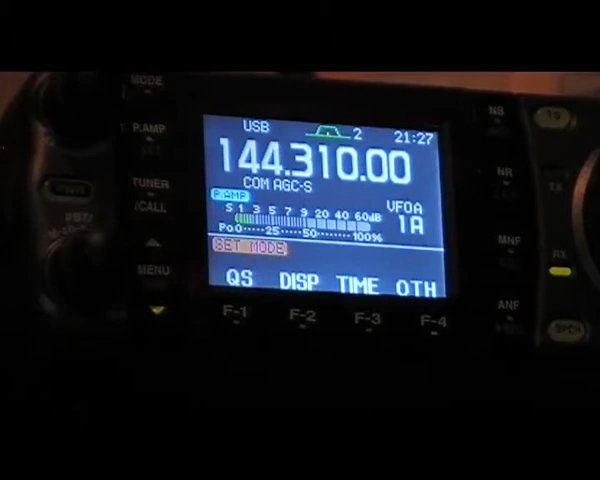 MODE
P.AMP
TUNER
/CALL
MENU
USB
2
21:27
144.310.00
COM AGC-S
P.AMP
S 1 3 5 7 9 20 40 60dB
Po 0 25 50 100%
VFOA
1A
SET MODE
QS DISP TIME OTH
F-1 F-2 F-3 F-4
NB
NR
MNF
ANF
TS
TX
RX
SPCH